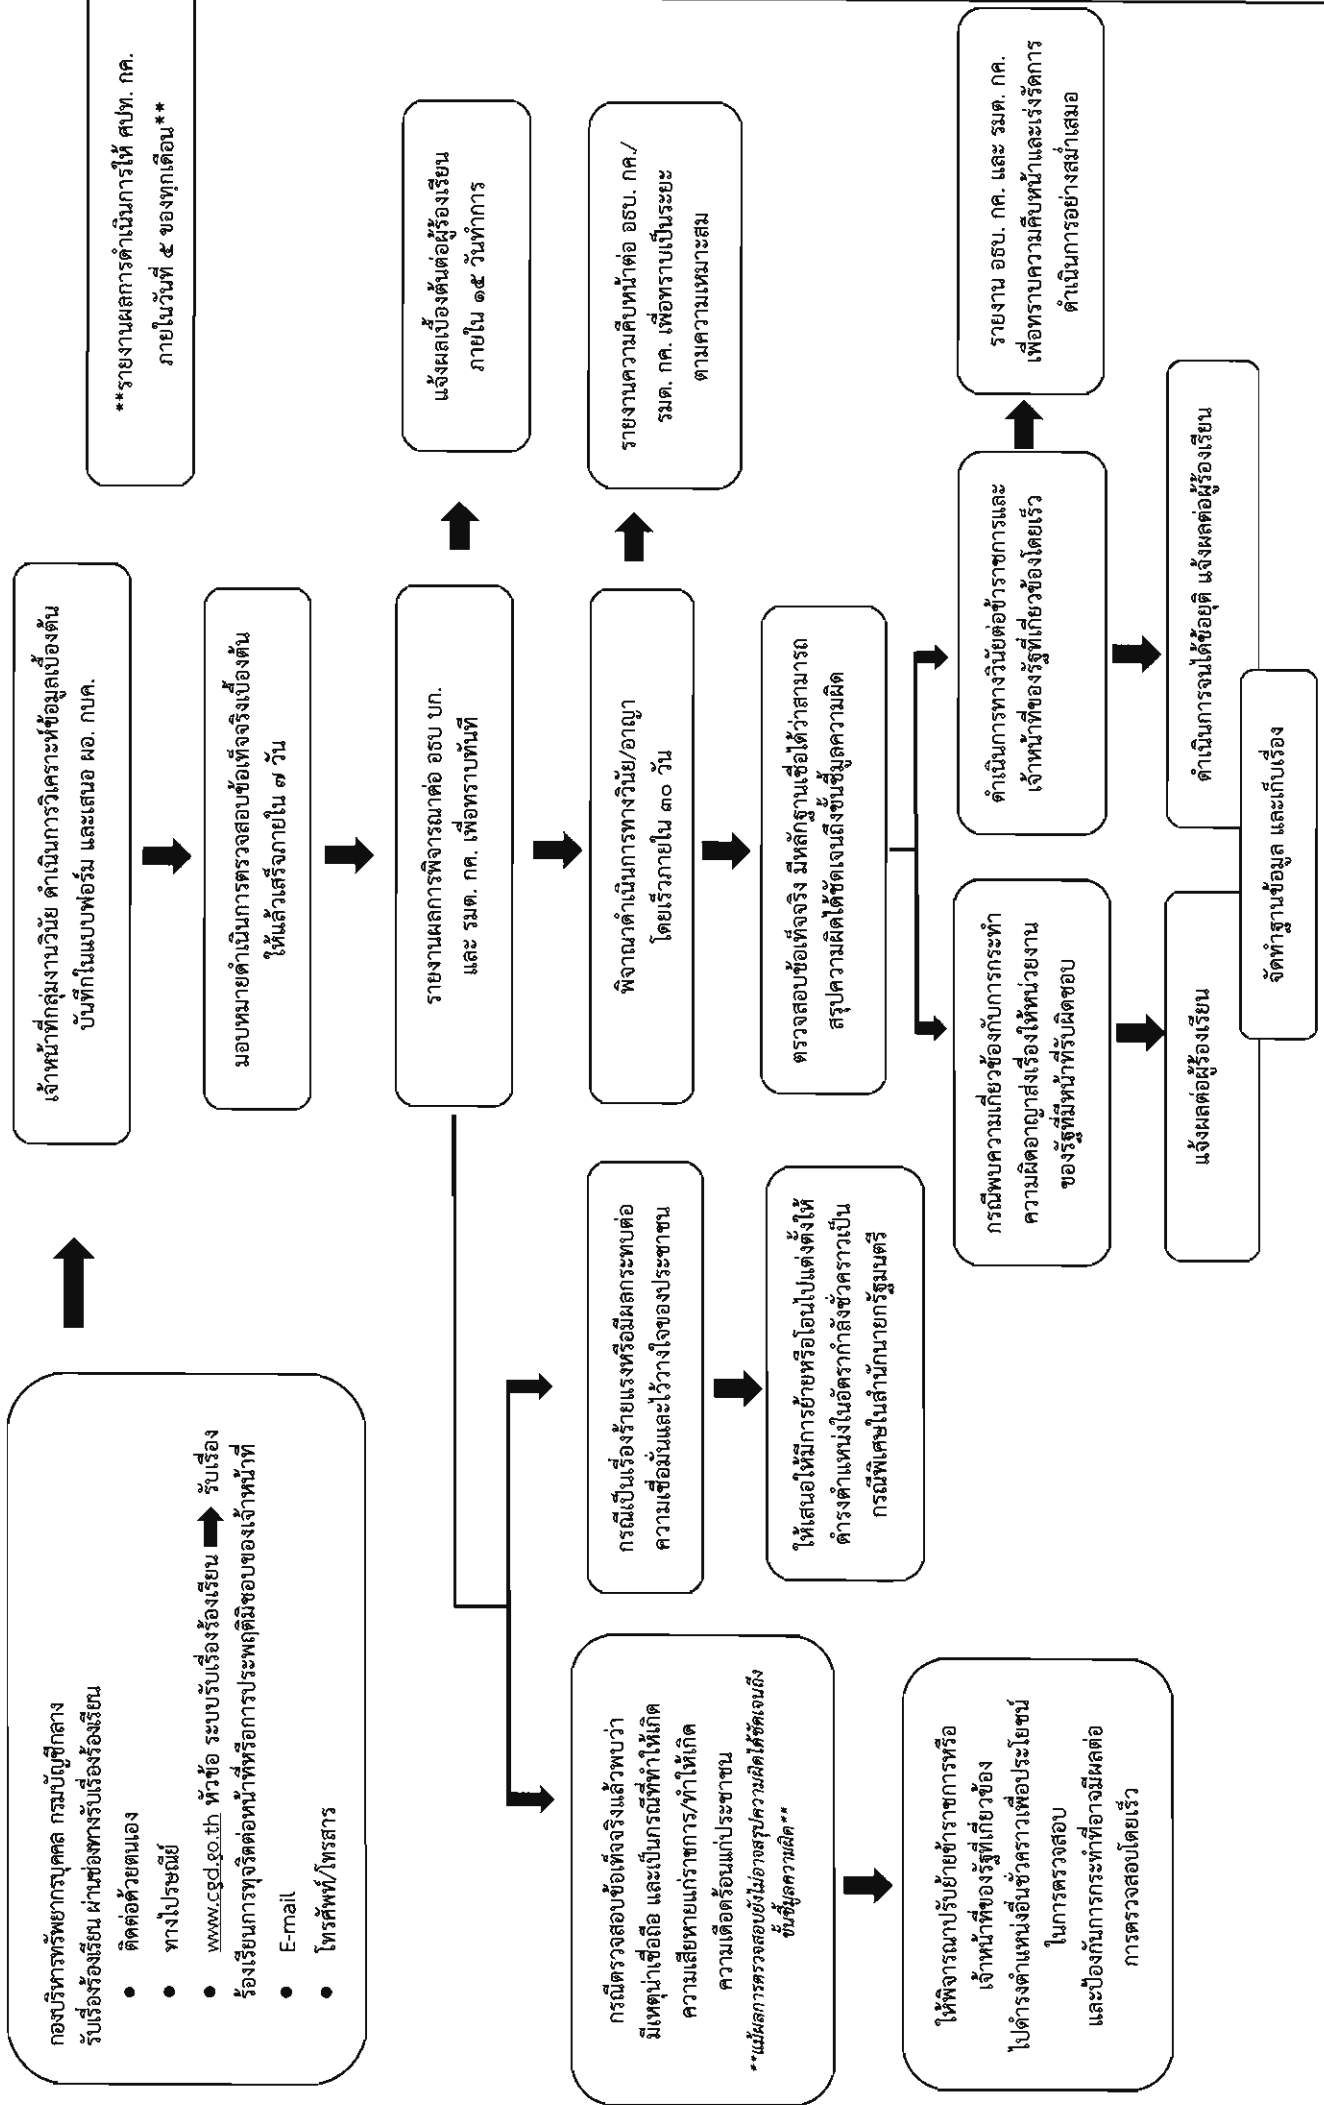 กองบริหารทรัพยากรบุคคล กรมบัญชีกลาง
รับเรื่องร้องเรียน ผ่านช่องทางรับเรื่องร้องเรียน
● ติดต่อด้วยตนเอง
● ทางไปรษณีย์
● www.cgd.go.th หัวข้อ ระบบรับเรื่องร้องเรียน ➡ รับเรื่อง
ร้องเรียนการทุจริตต่อหน้าที่หรือการประพฤติมิชอบของเจ้าหน้าที่
● E-mail
● โทรศัพท์/โทรสาร
เจ้าหน้าที่กลุ่มงานวินัย ดำเนินการวิเคราะห์ข้อมูลเบื้องต้น
บันทึกในแบบฟอร์ม และเสนอ ผอ. กบค.
**รายงานผลการดำเนินการให้ ศปท. กค.
ภายในวันที่ ๕ ของทุกเดือน**
มอบหมายดำเนินการตรวจสอบข้อเท็จจริงเบื้องต้น
ให้แล้วเสร็จภายใน ๗ วัน
รายงานผลการพิจารณาต่อ อธบ บก.
และ รมต. กค. เพื่อทราบทันที
แจ้งผลเบื้องต้นต่อผู้ร้องเรียน
ภายใน ๑๕ วันทำการ
กรณีตรวจสอบข้อเท็จจริงแล้วพบว่า
มีเหตุน่าเชื่อถือ และเป็นกรณีที่ทำให้เกิด
ความเสียหายแก่ราชการ/ทำให้เกิด
ความเดือดร้อนแก่ประชาชน
**แม้ผลการตรวจสอบยังไม่อาจสรุปความผิดได้ชัดเจนถึง
ขั้นชี้มูลความผิด**
กรณีเป็นเรื่องร้ายแรงหรือมีผลกระทบต่อ
ความเชื่อมั่นและไว้วางใจของประชาชน
พิจาณาดำเนินการทางวินัย/อาญา
โดยเร็วภายใน ๓๐ วัน
รายงานความคืบหน้าต่อ อธบ. กค./
รมต. กค. เพื่อทราบเป็นระยะ
ตามความเหมาะสม
ให้เสนอให้มีการย้ายหรือโอนไปแต่งตั้งให้
ดำรงตำแหน่งในอัตรากำลังชั่วคราวเป็น
กรณีพิเศษในสำนักนายกรัฐมนตรี
ตรวจสอบข้อเท็จจริง มีหลักฐานเชื่อได้ว่าสามารถ
สรุปความผิดได้ชัดเจนถึงขั้นชี้มูลความผิด
ให้พิจารณาปรับย้ายข้าราชการหรือ
เจ้าหน้าที่ของรัฐที่เกี่ยวข้อง
ไปดำรงตำแหน่งอื่นชั่วคราวเพื่อประโยชน์
ในการตรวจสอบ
และป้องกันการกระทำที่อาจมีผลต่อ
การตรวจสอบโดยเร็ว
กรณีพบความเกี่ยวข้องกับการกระทำ
ความผิดอาญาส่งเรื่องให้หน่วยงาน
ของรัฐที่มีหน้าที่รับผิดชอบ
ดำเนินการทางวินัยต่อข้าราชการและ
เจ้าหน้าที่ของรัฐที่เกี่ยวข้องโดยเร็ว
รายงาน อธบ. กค. และ รมต. กค.
เพื่อทราบความคืบหน้าและเร่งรัดการ
ดำเนินการอย่างสม่ำเสมอ
แจ้งผลต่อผู้ร้องเรียน
ดำเนินการจนได้ข้อยุติ แจ้งผลต่อผู้ร้องเรียน
จัดทำฐานข้อมูล และเก็บเรื่อง